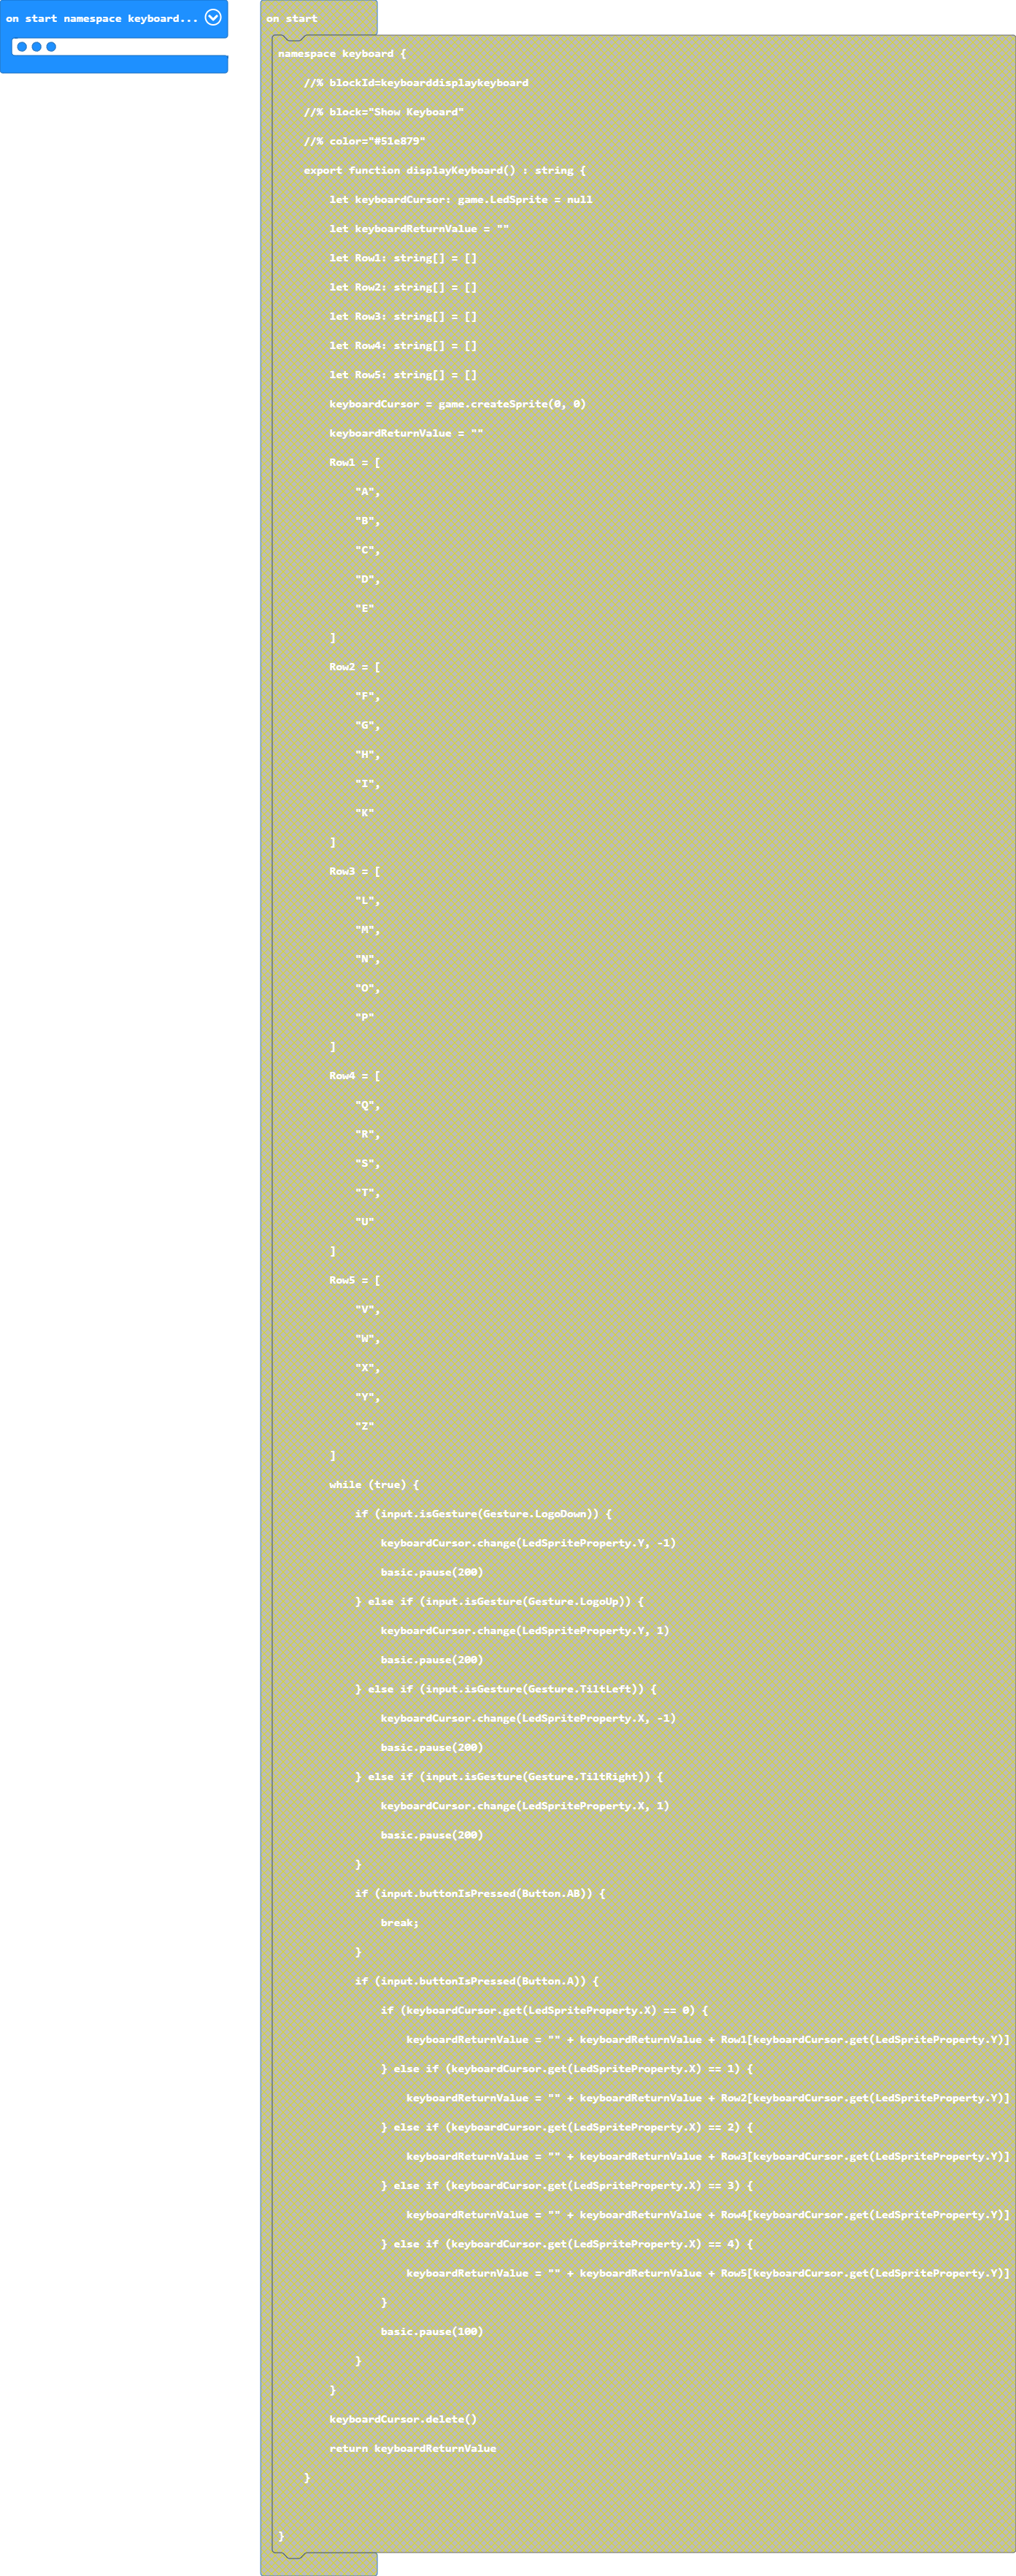 on start namespace keyboard...
on start
namespace keyboard {
//% blockId=keyboarddisplaykeyboard
//% block="Show Keyboard"
//% color="#51e879"
export function displayKeyboard() : string {
let keyboardCursor: game.LedSprite = null
let keyboardReturnValue = ""
let Row1: string[] = []
let Row2: string[] = []
let Row3: string[] = []
let Row4: string[] = []
let Row5: string[] = []
keyboardCursor = game.createSprite(0, 0)
keyboardReturnValue = ""
Row1 = [
"A",
"B",
"C",
"D",
"E"
]
Row2 = [
"F",
"G",
"H",
"I",
"K"
]
Row3 = [
"L",
"M",
"N",
"O",
"P"
]
Row4 = [
"Q",
"R",
"S",
"T",
"U"
]
Row5 = [
"V",
"W",
"X",
"Y",
"Z"
]
while (true) {
if (input.isGesture(Gesture.LogoDown)) {
keyboardCursor.change(LedSpriteProperty.Y, -1)
basic.pause(200)
} else if (input.isGesture(Gesture.LogoUp)) {
keyboardCursor.change(LedSpriteProperty.Y, 1)
basic.pause(200)
} else if (input.isGesture(Gesture.TiltLeft)) {
keyboardCursor.change(LedSpriteProperty.X, -1)
basic.pause(200)
} else if (input.isGesture(Gesture.TiltRight)) {
keyboardCursor.change(LedSpriteProperty.X, 1)
basic.pause(200)
}
if (input.buttonIsPressed(Button.AB)) {
break;
}
if (input.buttonIsPressed(Button.A)) {
if (keyboardCursor.get(LedSpriteProperty.X) == 0) {
keyboardReturnValue = "" + keyboardReturnValue + Row1[keyboardCursor.get(LedSpriteProperty.Y)]
} else if (keyboardCursor.get(LedSpriteProperty.X) == 1) {
keyboardReturnValue = "" + keyboardReturnValue + Row2[keyboardCursor.get(LedSpriteProperty.Y)]
} else if (keyboardCursor.get(LedSpriteProperty.X) == 2) {
keyboardReturnValue = "" + keyboardReturnValue + Row3[keyboardCursor.get(LedSpriteProperty.Y)]
} else if (keyboardCursor.get(LedSpriteProperty.X) == 3) {
keyboardReturnValue = "" + keyboardReturnValue + Row4[keyboardCursor.get(LedSpriteProperty.Y)]
} else if (keyboardCursor.get(LedSpriteProperty.X) == 4) {
keyboardReturnValue = "" + keyboardReturnValue + Row5[keyboardCursor.get(LedSpriteProperty.Y)]
}
basic.pause(100)
}
}
keyboardCursor.delete()
return keyboardReturnValue
}
}